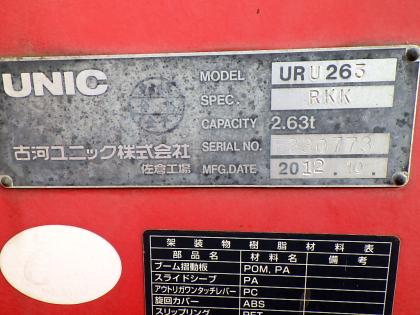 UNIC
MODEL URU263
SPEC. RKK
CAPACITY 2.63t
SERIAL NO.
MFG.DATE 2012.10.
古河ユニック株式会社
佐倉工場
架装物樹脂材料表
部品名 材料名 備考
ブーム摺動板 POM, PA
スライドシーブ PA
アウトリガワンタッチレバー PC
旋回カバー ABS
スリップリング PET